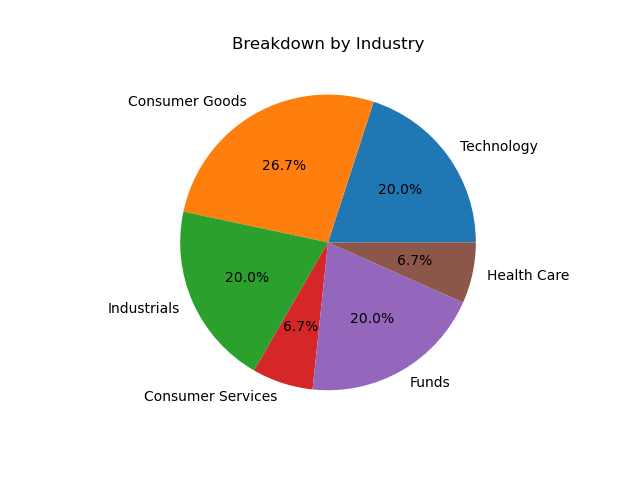 Breakdown by Industry
Consumer Goods
26.7%
Technology
20.0%
Industrials
20.0%
Health Care
6.7%
Consumer Services
6.7%
Funds
20.0%